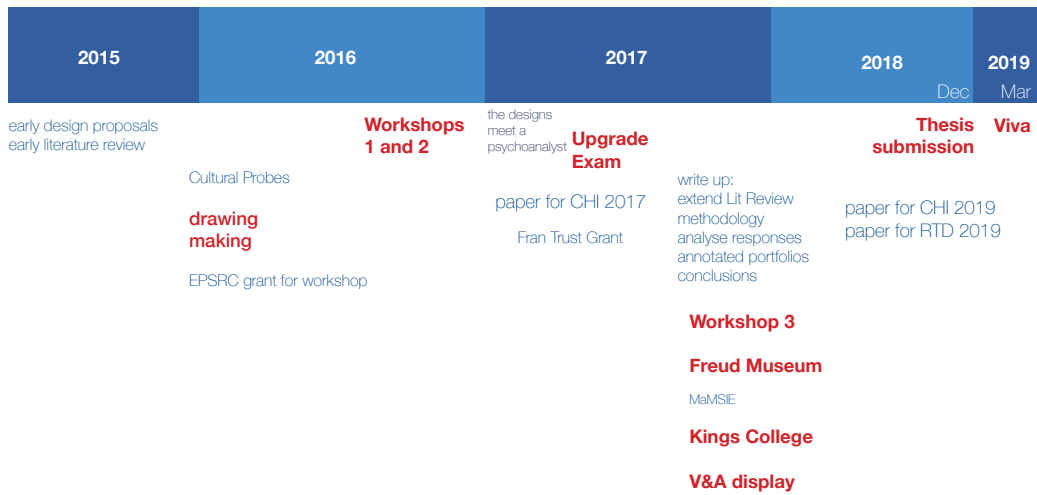 2015
2016
2017
2018
2019
Dec
Mar
early design proposals
early literature review
Cultural Probes
drawing
making
EPSRC grant for workshop
Workshops
1 and 2
the designs
meet a
psychoanalyst
Upgrade
Exam
paper for CHI 2017
Fran Trust Grant
write up:
extend Lit Review
methodology
analyse responses
annotated portfolios
conclusions
Workshop 3
Freud Museum
MaMSIE
Kings College
V&A display
Thesis
submission
paper for CHI 2019
paper for RTD 2019
Viva